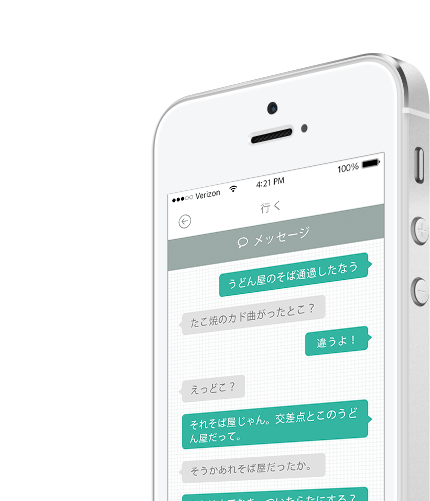 Verizon 4:21 PM 100%
行く
メッセージ
うどん屋のそば通過したなう
たこ焼のカド曲がったとこ？
違うよ！
えっどこ？
それそば屋じゃん。交差点とこのうど
ん屋だって。
そうかあれそば屋だったか。